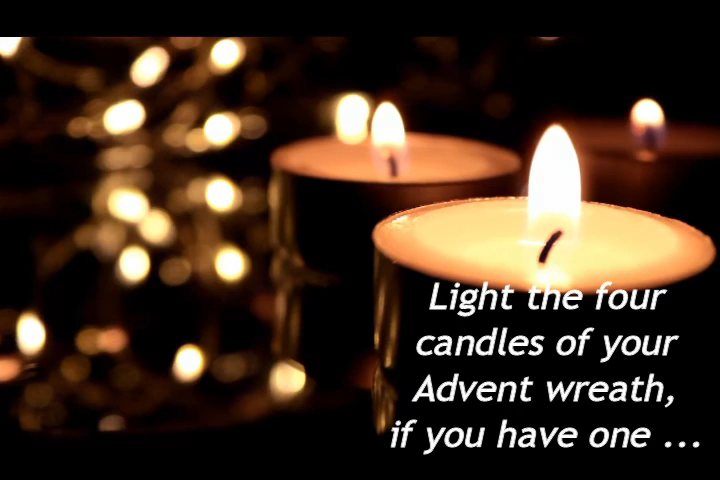 Light the four
candles of your
Advent wreath,
if you have one ...